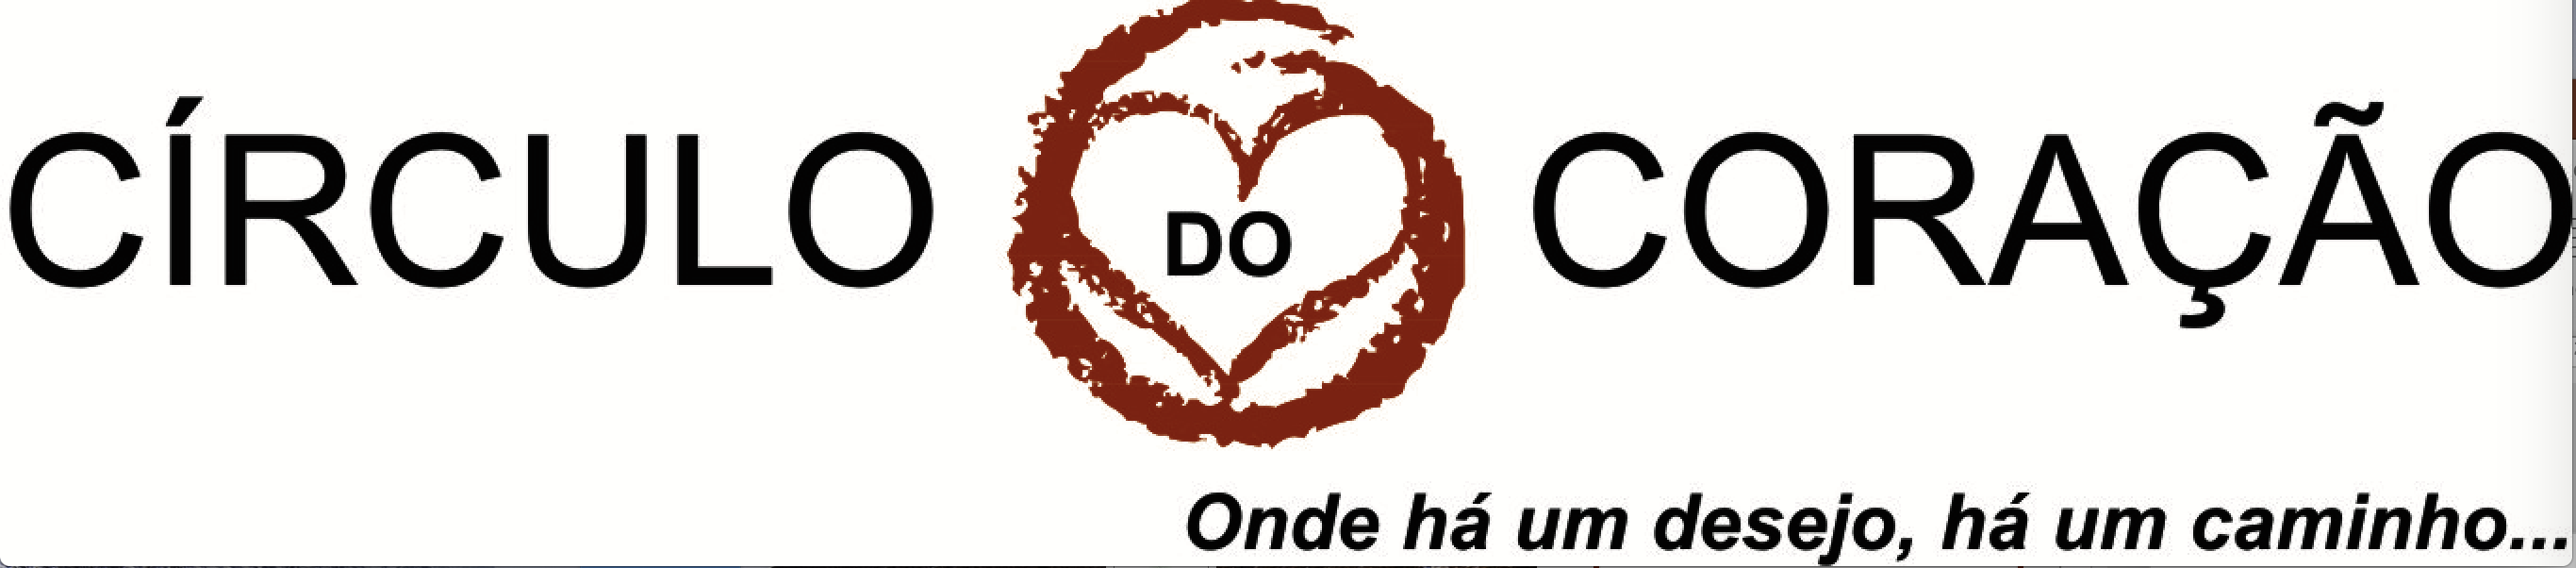 CÍRCULO DO CORAÇÃO
Onde há um desejo, há um caminho...